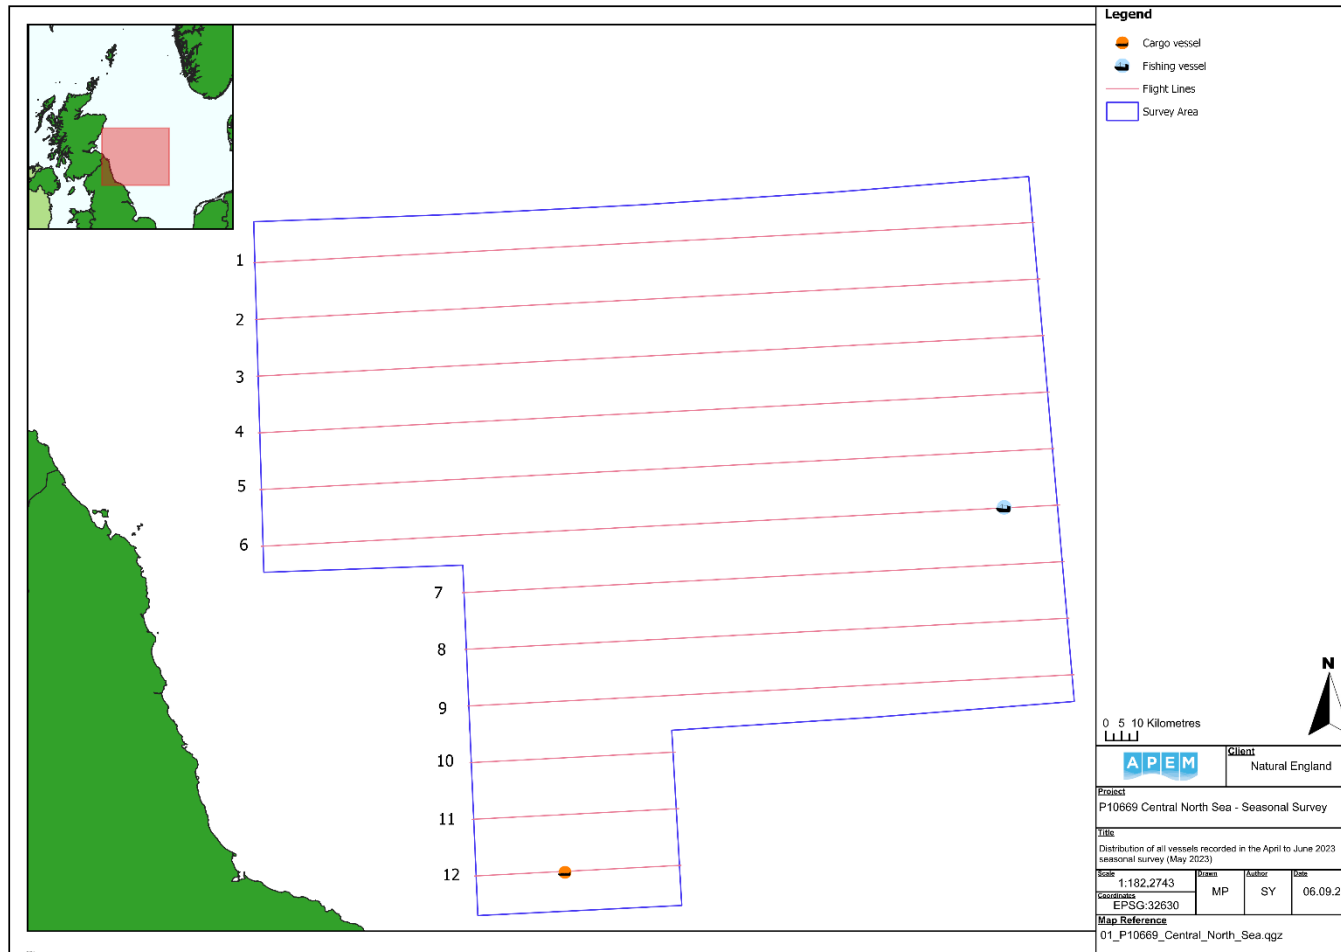 Legend
Cargo vessel
Fishing vessel
Flight Lines
Survey Area
1
2
3
4
5
6
7
8
9
10
11
12
N
0 5 10 Kilometres
APEM
Client
Natural England
Project
P10669 Central North Sea - Seasonal Survey
Title
Distribution of all vessels recorded in the April to June 2023
seasonal survey (May 2023)
Scale
1:182,2743
Coordinates
EPSG:32630
Drawn
MP
Author
SY
Date
06.09.2
Map Reference
01_P10669_Central_North_Sea.qgz